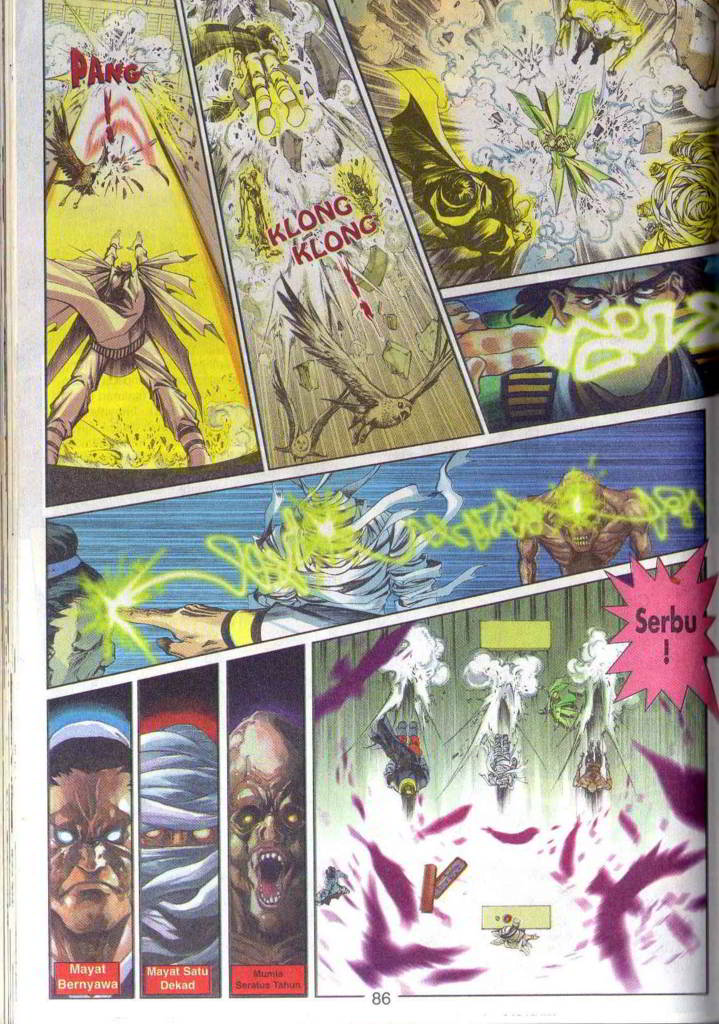 PANG
!
KLONG
KLONG
!
Serbu
!
Mayat
Bernyawa
Mayat Satu
Dekad
Mumia
Seratus Tahun
86